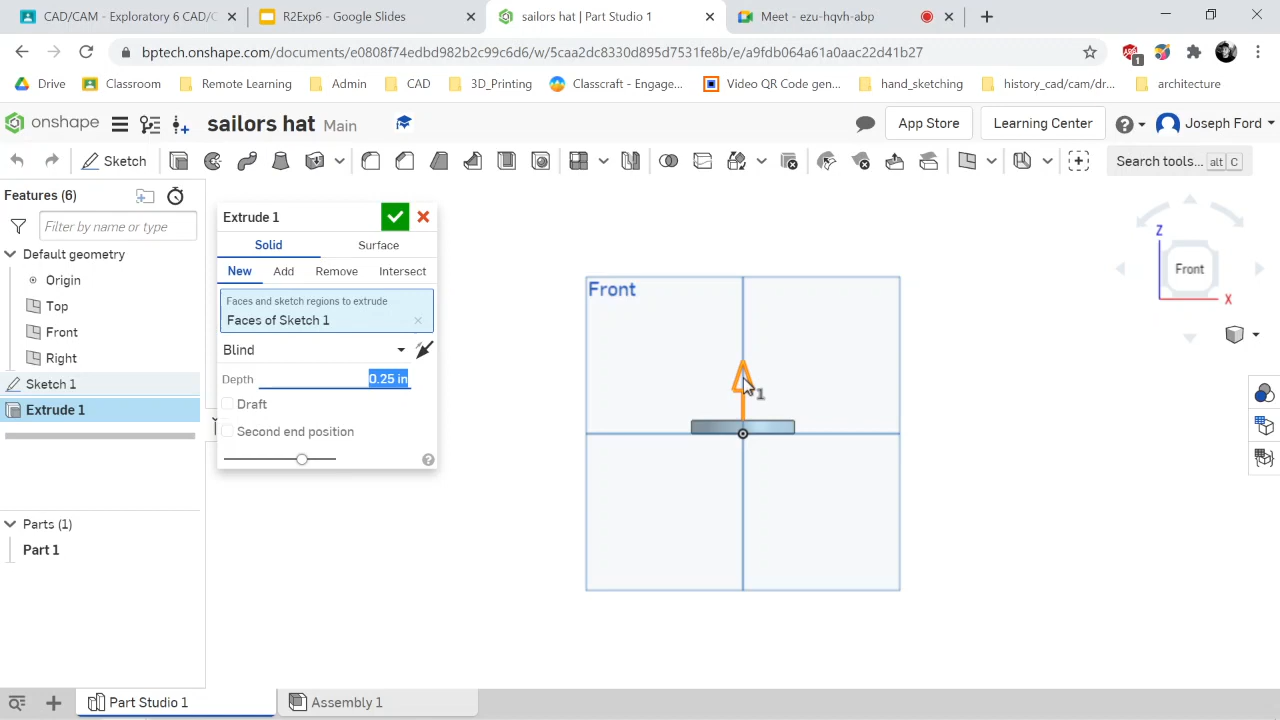 CAD/CAM - Exploratory 6 CAD/C
R2Exp6 - Google Slides
sailors hat | Part Studio 1
Meet - ezu-hqvh-abp
bptech.onshape.com/documents/e0808f74edbd982b2c99c6d6/w/5caa2dc8330d895d7531fe8b/e/a9fdb064a61a0aac22d41b27
1
Drive
Classroom
Remote Learning
Admin
CAD
3D_Printing
Classcraft - Engage...
Video QR Code gen...
hand_sketching
history_cad/cam/dr...
architecture
onshape
sailors hat Main
App Store
Learning Center
Joseph Ford
Sketch
Search tools... alt C
Features (6)
Filter by name or type
Default geometry
Origin
Top
Front
Right
Sketch 1
Extrude 1
Parts (1)
Part 1
Extrude 1
Solid
Surface
New
Add
Remove
Intersect
Faces and sketch regions to extrude
Faces of Sketch 1
Blind
Depth 0.25 in
Draft
Second end position
Front
1
Z
Front
X
Part Studio 1
Assembly 1